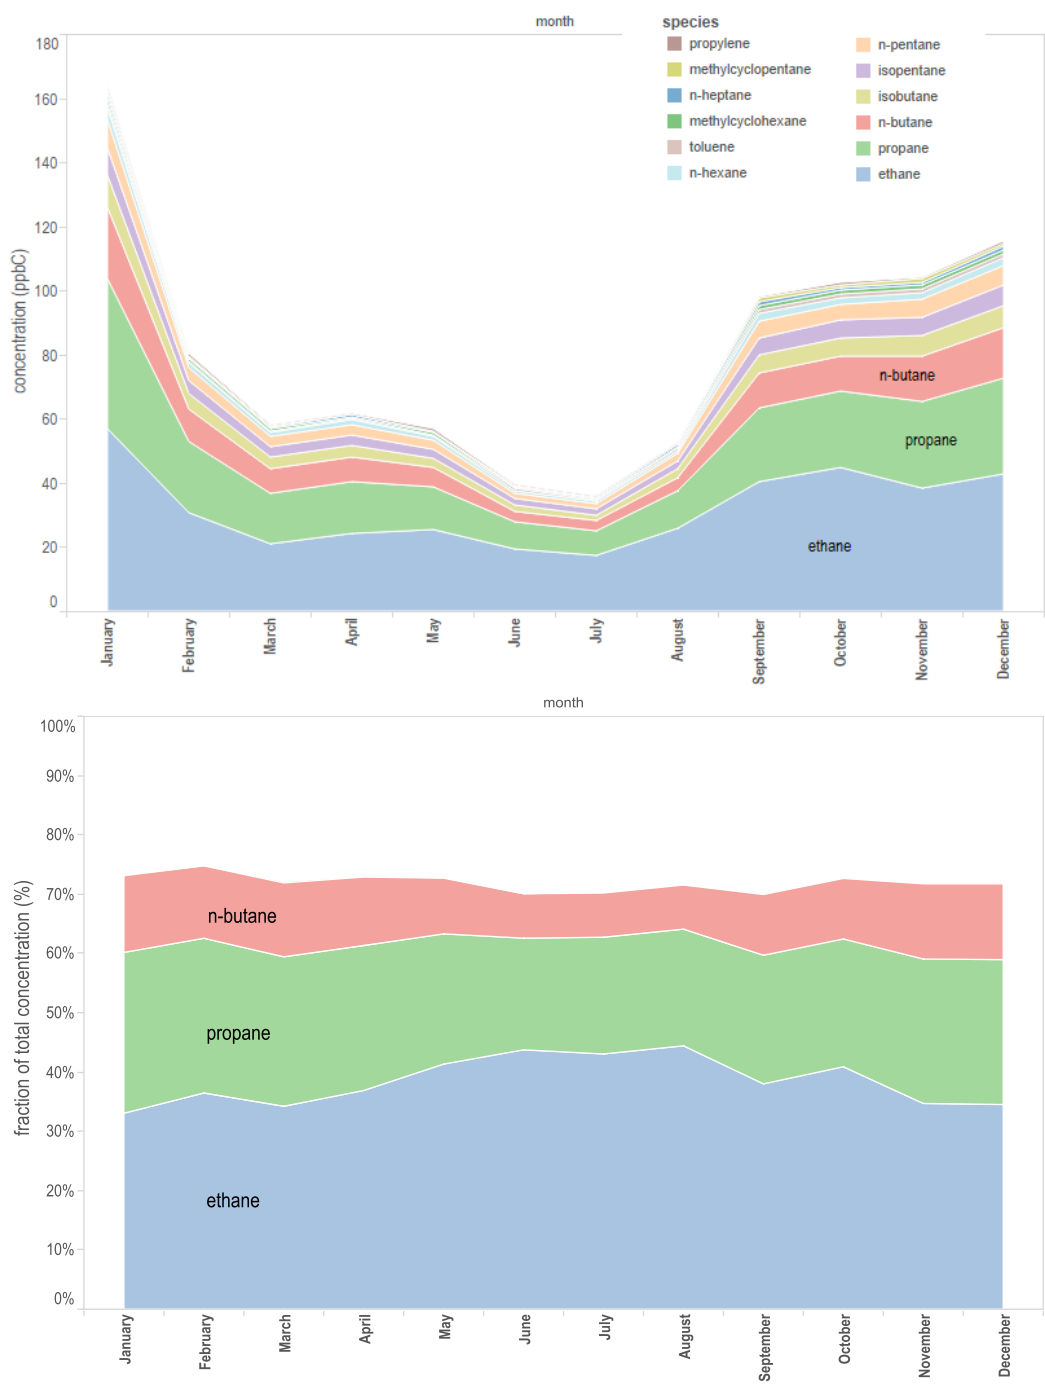 month
species
propylene
n-pentane
methylcyclopentane
isopentane
n-heptane
isobutane
methylcyclohexane
n-butane
toluene
propane
n-hexane
ethane
concentration (ppbC)
180
160
140
120
100
80
60
40
20
0
n-butane
propane
ethane
January
February
March
April
May
June
July
August
September
October
November
December
month
fraction of total concentration (%)
100%
90%
80%
70%
60%
50%
40%
30%
20%
10%
0%
n-butane
propane
ethane
January
February
March
April
May
June
July
August
September
October
November
December